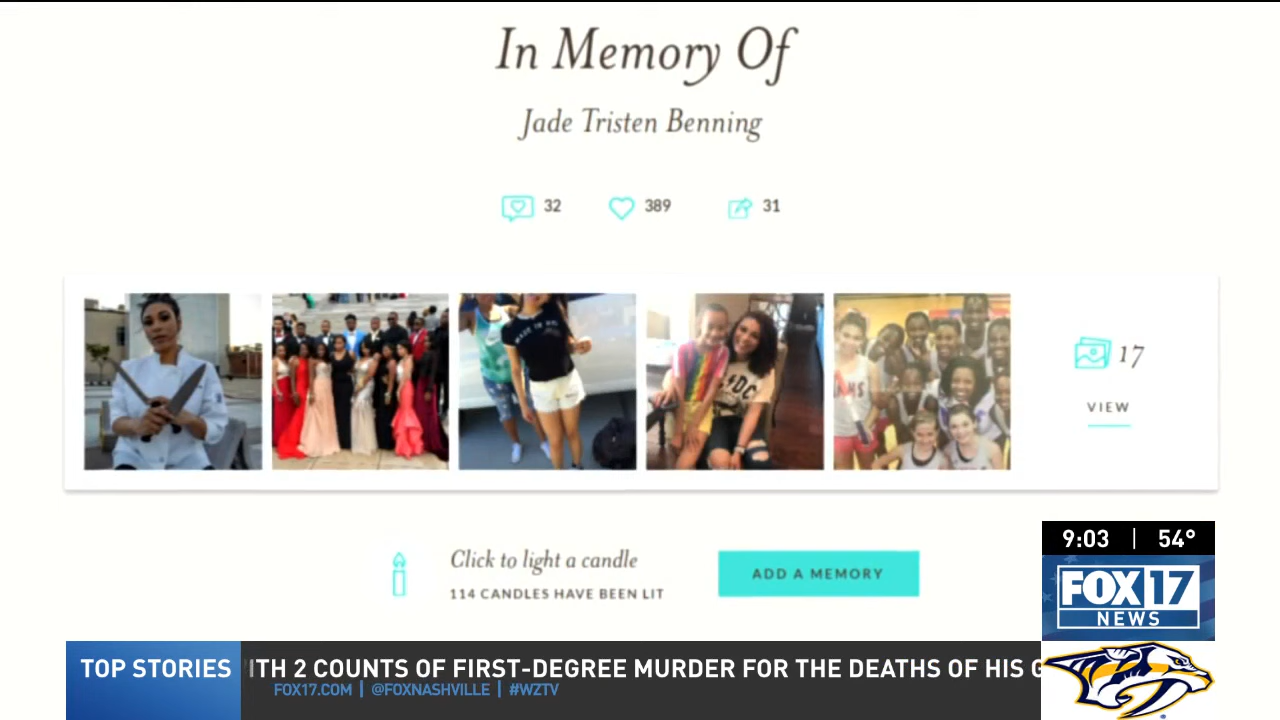 In Memory Of
Jade Tristen Benning
32
389
31
17
VIEW
Click to light a candle
114 CANDLES HAVE BEEN LIT
ADD A MEMORY
9:03 | 54°
FOX 17
NEWS
TOP STORIES
ITH 2 COUNTS OF FIRST-DEGREE MURDER FOR THE DEATHS OF HIS G
FOX17.COM | @FOXNASHVILLE | #WZTV